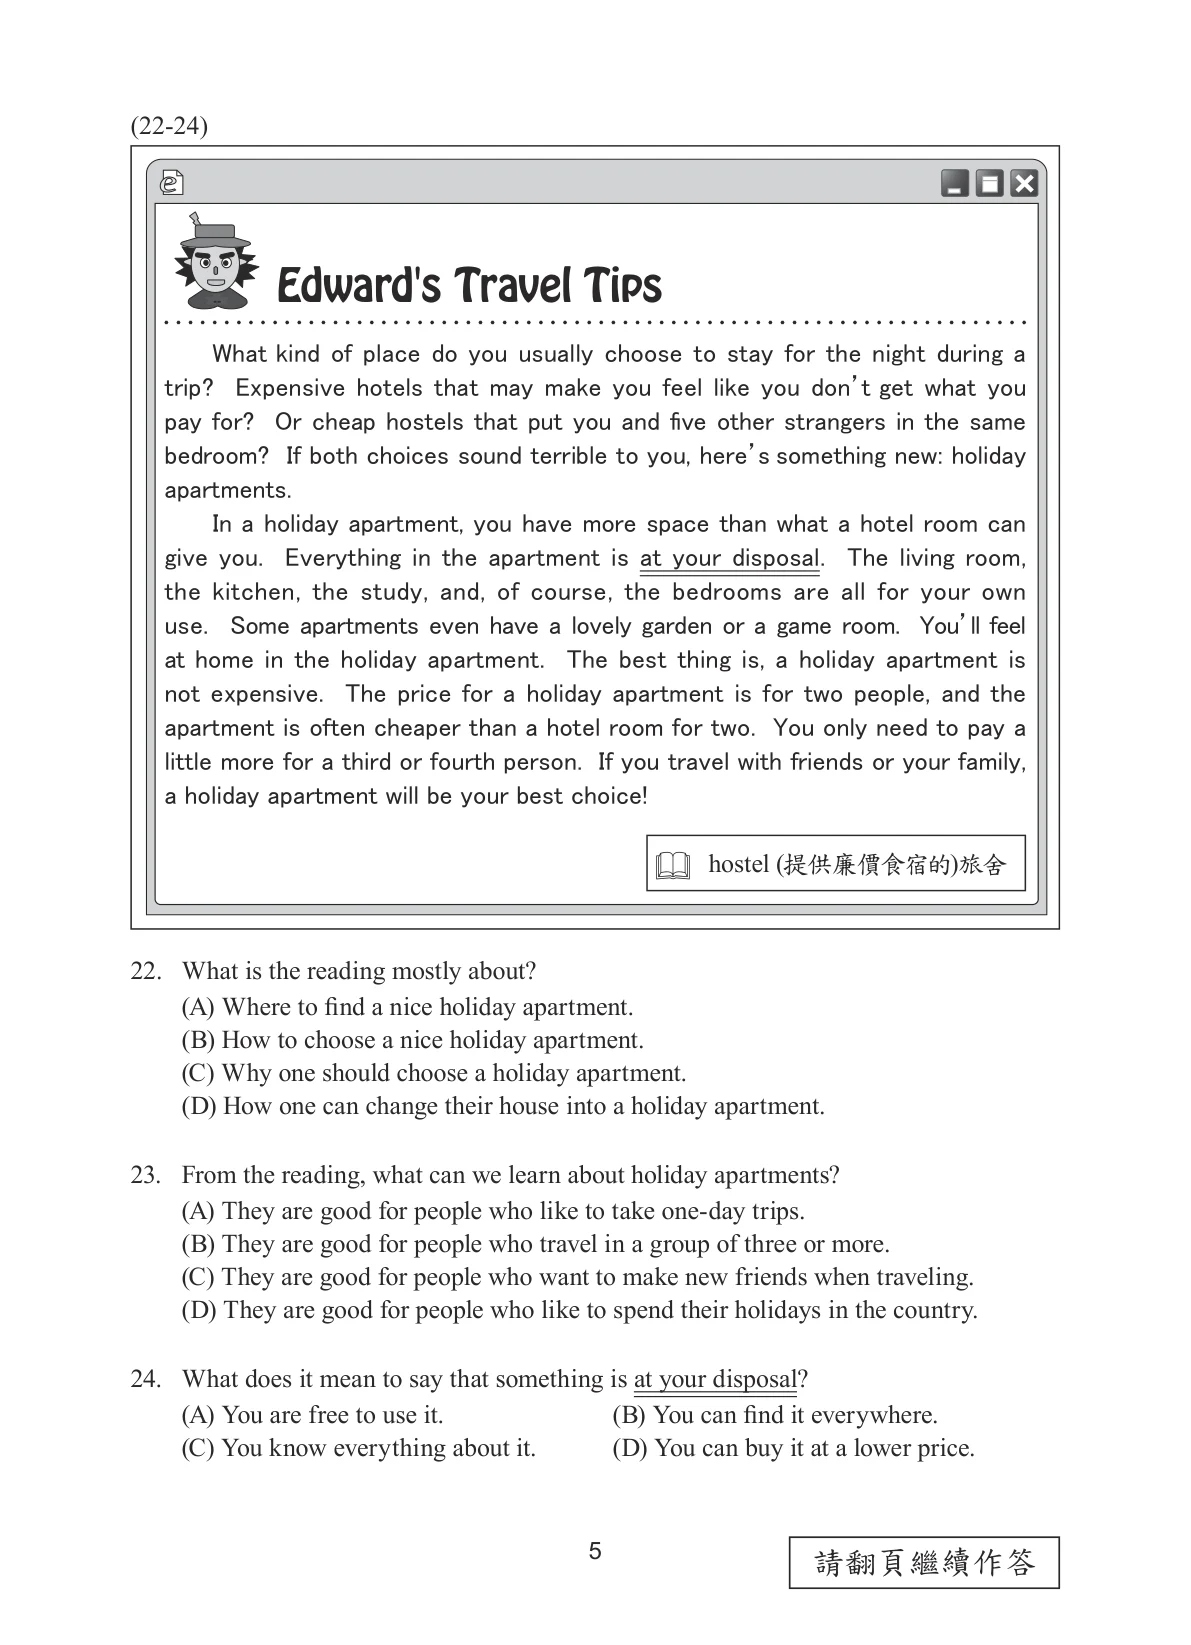 (22-24)
Edward's Travel Tips
What kind of place do you usually choose to stay for the night during a
trip? Expensive hotels that may make you feel like you don't get what you
pay for? Or cheap hostels that put you and five other strangers in the same
bedroom? If both choices sound terrible to you, here's something new: holiday
apartments.
In a holiday apartment, you have more space than what a hotel room can
give you. Everything in the apartment is at your disposal. The living room,
the kitchen, the study, and, of course, the bedrooms are all for your own
use. Some apartments even have a lovely garden or a game room. You'll feel
at home in the holiday apartment. The best thing is, a holiday apartment is
not expensive. The price for a holiday apartment is for two people, and the
apartment is often cheaper than a hotel room for two. You only need to pay a
little more for a third or fourth person. If you travel with friends or your family,
a holiday apartment will be your best choice!
hostel (提供廉價食宿的)旅舍
22. What is the reading mostly about?
(A) Where to find a nice holiday apartment.
(B) How to choose a nice holiday apartment.
(C) Why one should choose a holiday apartment.
(D) How one can change their house into a holiday apartment.
23. From the reading, what can we learn about holiday apartments?
(A) They are good for people who like to take one-day trips.
(B) They are good for people who travel in a group of three or more.
(C) They are good for people who want to make new friends when traveling.
(D) They are good for people who like to spend their holidays in the country.
24. What does it mean to say that something is at your disposal?
(A) You are free to use it. (B) You can find it everywhere.
(C) You know everything about it. (D) You can buy it at a lower price.
5
請翻頁繼續作答